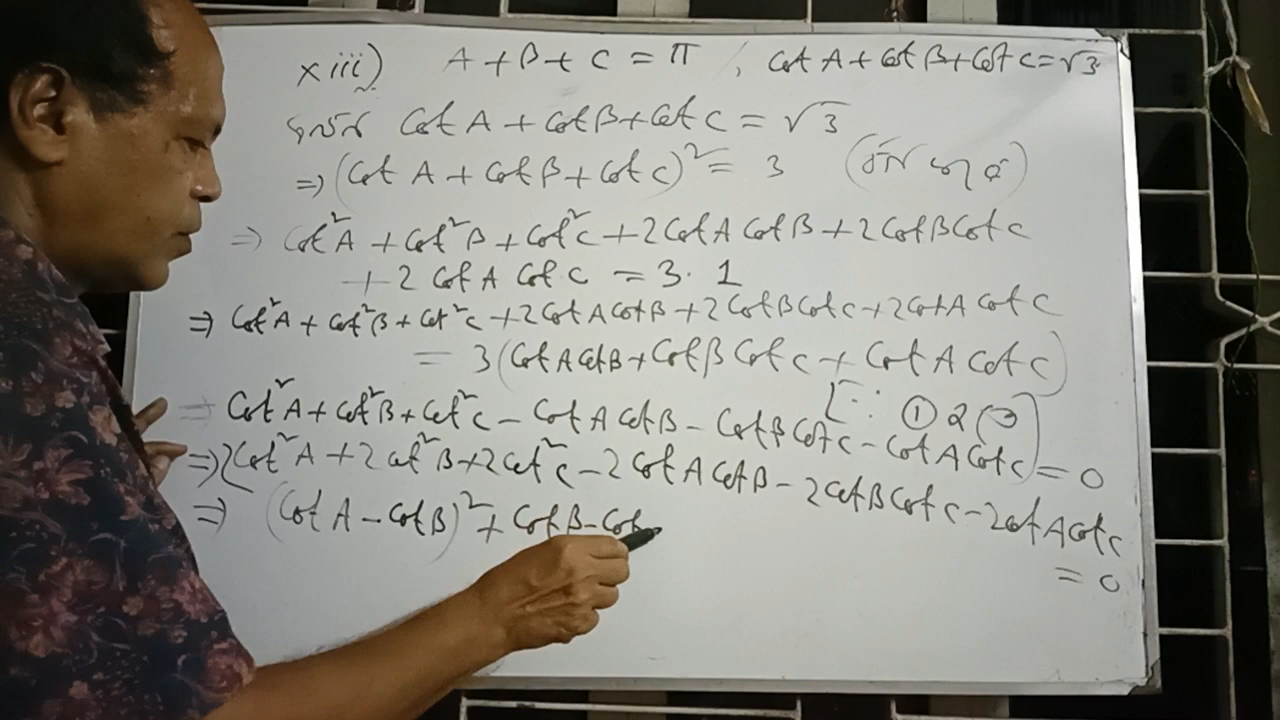 xiii) A+B+C = π, Cot A + Cot B + Cot C = √3
Cot A + Cot B + Cot C = √3
⇒ (Cot A + Cot B + Cot C)² = 3
⇒ Cot²A + Cot²B + Cot²C + 2 Cot A Cot B + 2 Cot B Cot C
+ 2 Cot A Cot C = 3. 1
⇒ Cot²A + Cot²B + Cot²C + 2 Cot A Cot B + 2 Cot B Cot C + 2 Cot A Cot C
= 3 (Cot A Cot B + Cot B Cot C + Cot A Cot C)
[∵ ①
⇒ Cot²A + Cot²B + Cot²C − Cot A Cot B − Cot B Cot C − Cot A Cot C = 0
⇒ 2 Cot²A + 2 Cot²B + 2 Cot²C − 2 Cot A Cot B − 2 Cot B Cot C − 2 Cot A Cot C
= 0
⇒ (Cot A − Cot B)² + Cot B − Cot